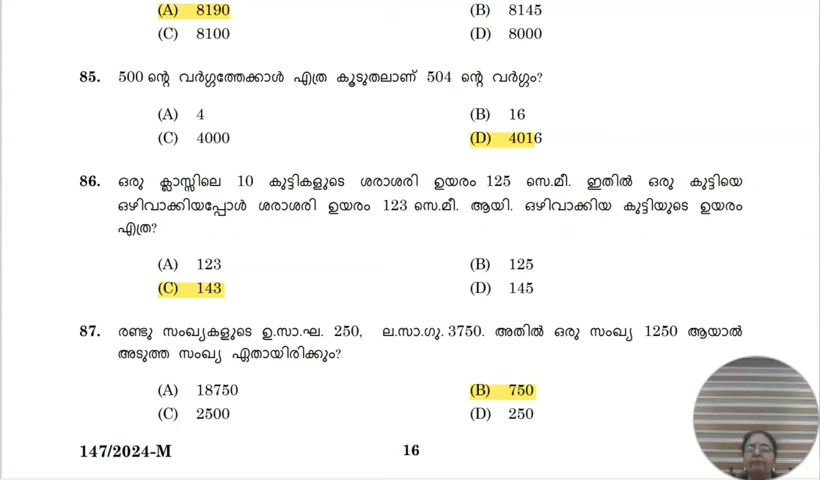 (A) 8190 (B) 8145
(C) 8100 (D) 8000
85. 500 ന്റെ വർഗ്ഗത്തേക്കാൾ എത്ര കൂടുതലാണ് 504 ന്റെ വർഗ്ഗം?
(A) 4 (B) 16
(C) 4000 (D) 4016
86. ഒരു ക്ലാസ്സിലെ 10 കുട്ടികളുടെ ശരാശരി ഉയരം 125 സെ.മീ. ഇതിൽ ഒരു കുട്ടിയെ
ഒഴിവാക്കിയപ്പോൾ ശരാശരി ഉയരം 123 സെ.മീ. ആയി. ഒഴിവാക്കിയ കുട്ടിയുടെ ഉയരം
എത്ര?
(A) 123 (B) 125
(C) 143 (D) 145
87. രണ്ടു സംഖ്യകളുടെ ഉ.സാ.ഘ. 250, ല.സാ.ഗു. 3750. അതിൽ ഒരു സംഖ്യ 1250 ആയാൽ
അടുത്ത സംഖ്യ ഏതായിരിക്കും?
(A) 18750 (B) 750
(C) 2500 (D) 250
147/2024-M 16